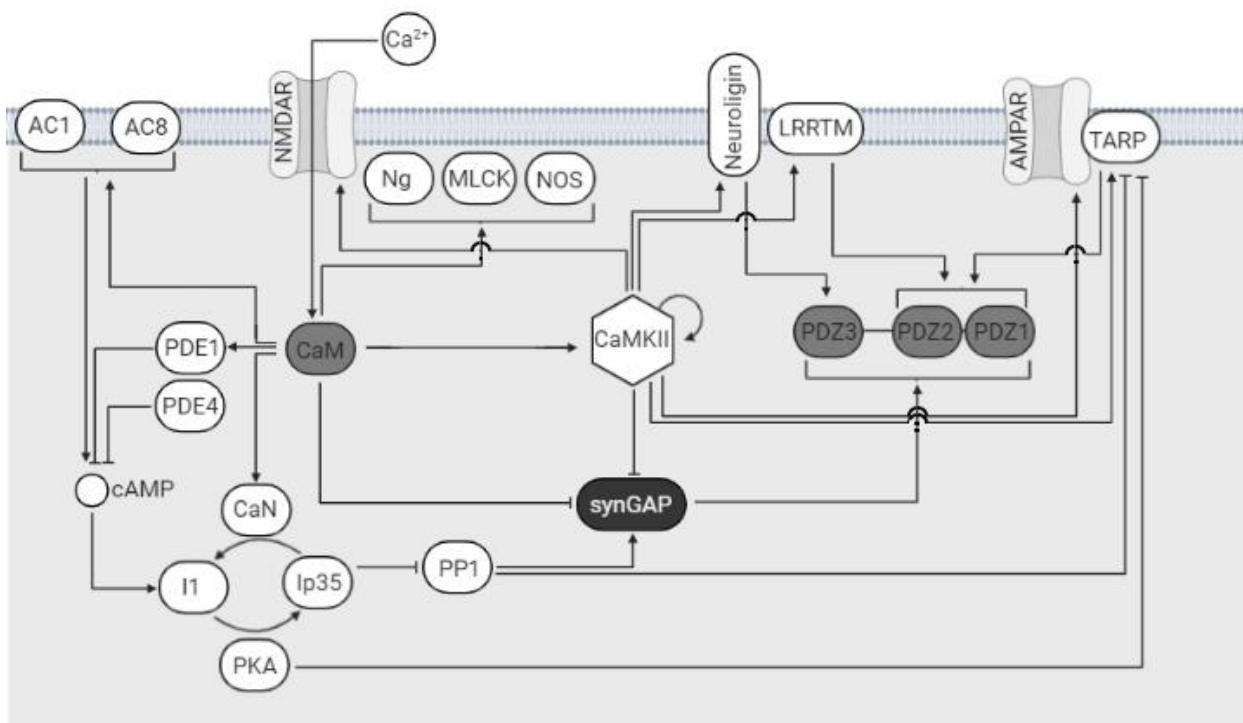 Ca²⁺
NMDAR
AC1
AC8
Ng
MLCK
NOS
Neuroligin
LRRTM
AMPAR
TARP
PDE1
CaM
CaMKII
PDZ3
PDZ2
PDZ1
PDE4
cAMP
CaN
synGAP
I1
Ip35
PP1
PKA